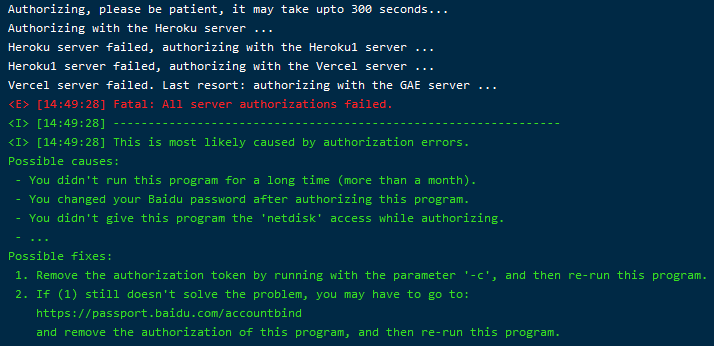 Authorizing, please be patient, it may take upto 300 seconds...
Authorizing with the Heroku server ...
Heroku server failed, authorizing with the Heroku1 server ...
Heroku1 server failed, authorizing with the Vercel server ...
Vercel server failed. Last resort: authorizing with the GAE server ...
<E> [14:49:28] Fatal: All server authorizations failed.
<I> [14:49:28] ----------------------------------------------------------------
<I> [14:49:28] This is most likely caused by authorization errors.
Possible causes:
 - You didn't run this program for a long time (more than a month).
 - You changed your Baidu password after authorizing this program.
 - You didn't give this program the 'netdisk' access while authorizing.
 - ...
Possible fixes:
 1. Remove the authorization token by running with the parameter '-c', and then re-run this program.
 2. If (1) still doesn't solve the problem, you may have to go to:
    https://passport.baidu.com/accountbind
    and remove the authorization of this program, and then re-run this program.